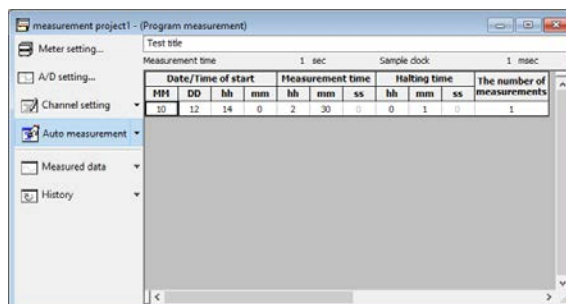 measurement project1 - (Program measurement)
Meter setting...
A/D setting...
Channel setting
Auto measurement
Measured data
History
Test title
Measurement time 1 sec Sample clock 1 msec
Date/Time of start Measurement time Halting time The number of measurements
MM DD hh mm hh mm ss hh mm ss
10 12 14 0 2 30 0 0 1 0 1